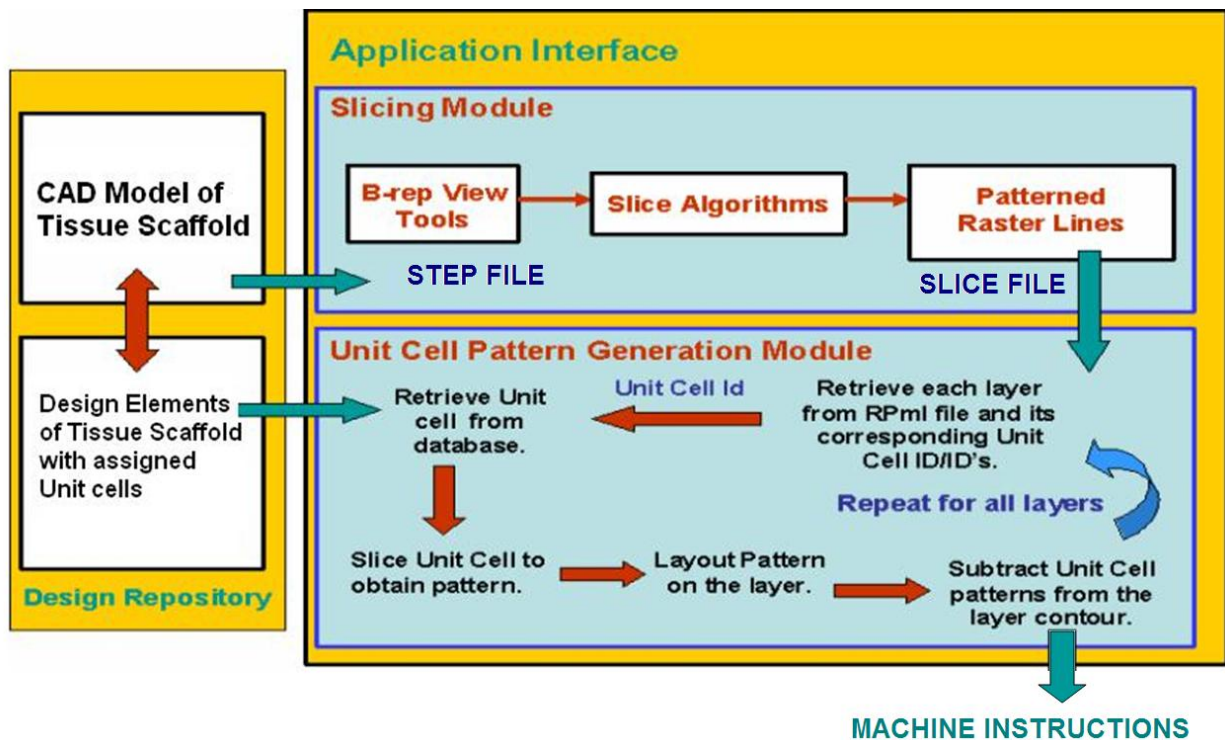 Application Interface
Slicing Module
CAD Model of
Tissue Scaffold
B-rep View
Tools
Slice Algorithms
Patterned
Raster Lines
STEP FILE
SLICE FILE
Unit Cell Pattern Generation Module
Design Elements
of Tissue Scaffold
with assigned
Unit cells
Design Repository
Retrieve Unit
cell from
database.
Unit Cell Id
Retrieve each layer
from RPml file and its
corresponding Unit
Cell ID/ID's.
Repeat for all layers
Slice Unit Cell to
obtain pattern.
Layout Pattern
on the layer.
Subtract Unit Cell
patterns from the
layer contour.
MACHINE INSTRUCTIONS